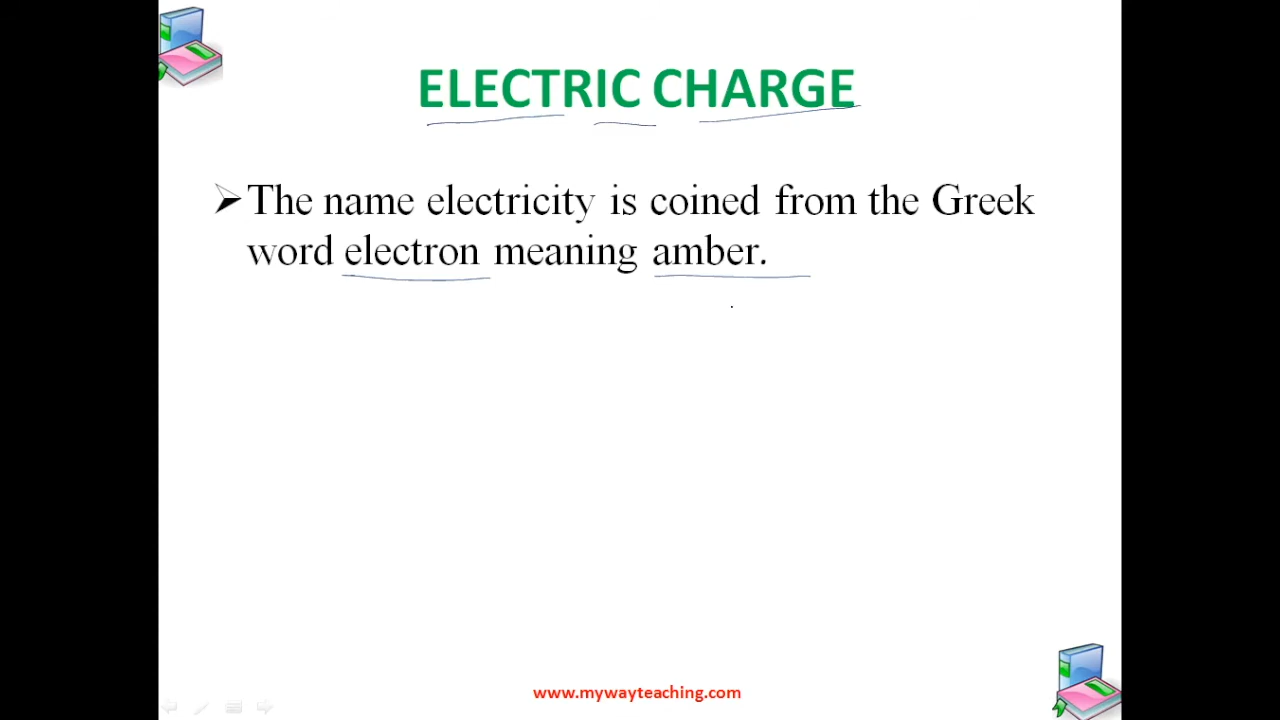 ELECTRIC CHARGE
The name electricity is coined from the Greek
word electron meaning amber.
www.mywayteaching.com